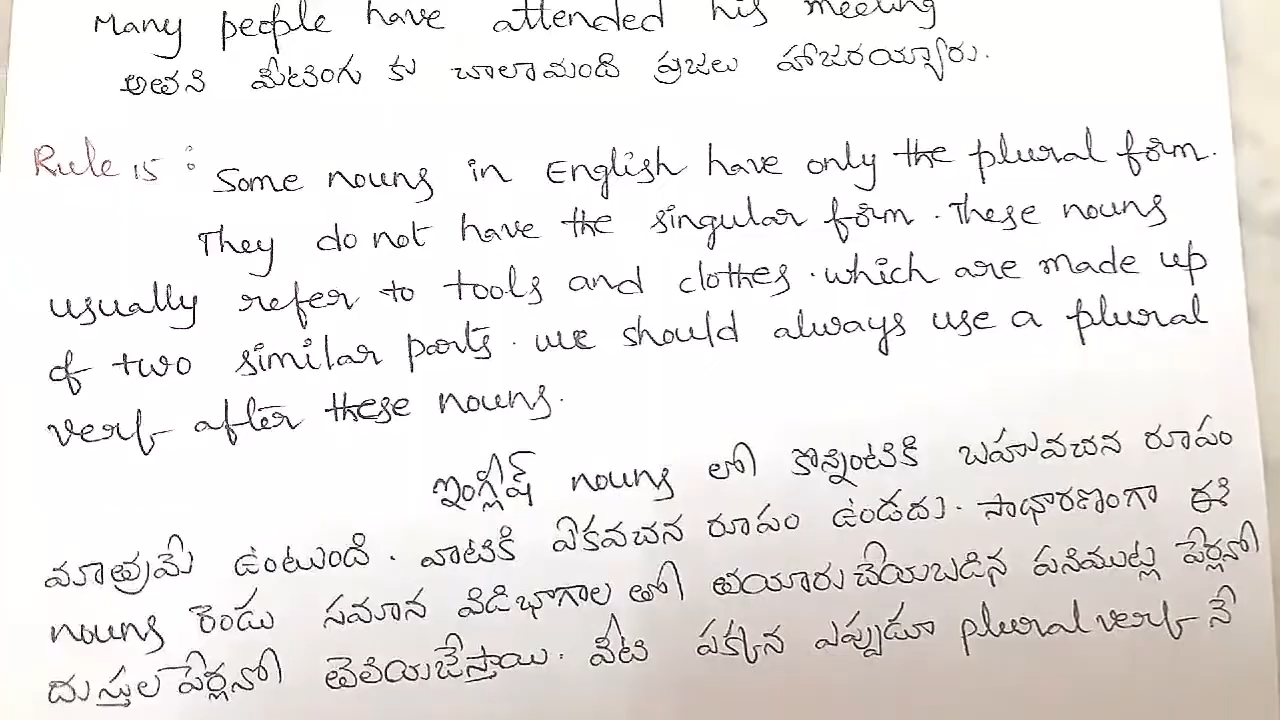 Many people have attended his meeting
అతని మీటింగు కు చాలామంది ప్రజలు హాజరయ్యారు.
Rule 15 : Some nouns in English have only the plural form.
They do not have the singular form. These nouns
usually refer to tools and clothes. which are made up
of two similar parts. we should always use a plural
verb after these nouns.
ఇంగ్లీష్ nouns లో కొన్నింటికి బహువచన రూపం
మాత్రమే ఉంటుంది. వాటికి ఏకవచన రూపం ఉండదు. సాధారణంగా ఈ
nouns రెండు సమాన విడిభాగాల తో తయారుచేయబడిన పనిముట్ల పేర్లనో
దుస్తుల పేర్లనో తెలియజేస్తాయి. వీటి పక్కన ఎప్పుడూ plural verb నే